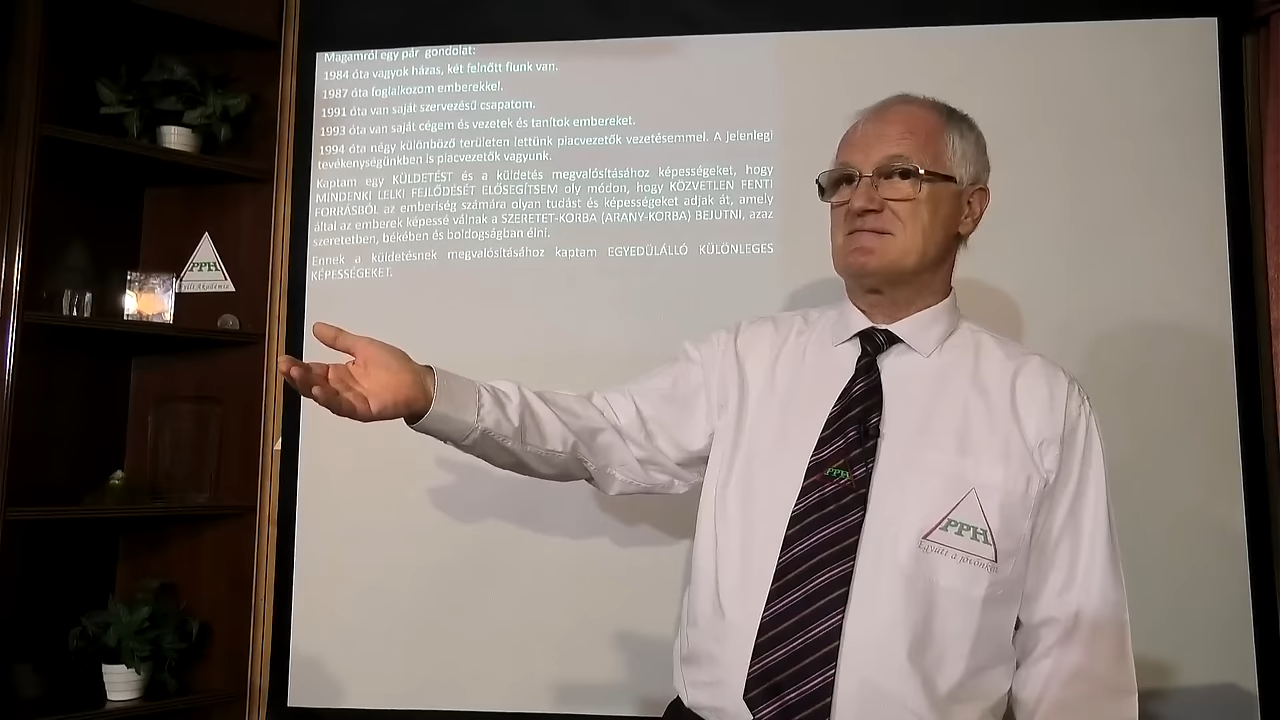 Magamról egy pár gondolat:
1984 óta vagyok házas, két felnőtt fiunk van.
1987 óta foglalkozom emberekkel.
1991 óta van saját szervezésű csapatom.
1993 óta van saját cégem és vezetek és tanítok embereket.
1994 óta négy különböző területen lettünk piacvezetők vezetésemmel. A jelenlegi
tevékenységünkben is piacvezetők vagyunk.
Kaptam egy KÜLDETÉST és a küldetés megvalósításához képességeket, hogy
MINDENKI LELKI FEJLŐDÉSÉT ELŐSEGÍTSEM oly módon, hogy KÖZVETLEN FENTI
FORRÁSBÓL az emberiség számára olyan tudást és képességeket adjak át, amely
által az emberek képessé válnak a SZERETET-KORBA (ARANY-KORBA) BEJUTNI, azaz
szeretetben, békében és boldogságban élni.
Ennek a küldetésnek megvalósításához kaptam EGYEDÜLÁLLÓ KÜLÖNLEGES
KÉPESSÉGEKET.
PPH
Akadémia
PPH
PPH
Együtt a jövőnkért